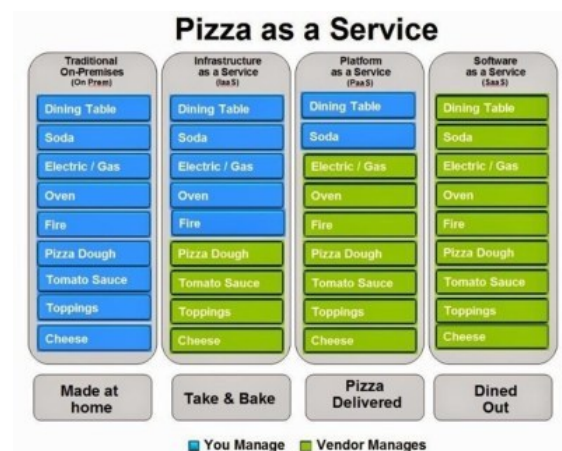 Pizza as a Service
Traditional
On-Premises
(On Prem)
Dining Table
Soda
Electric / Gas
Oven
Fire
Pizza Dough
Tomato Sauce
Toppings
Cheese
Made at
home
Infrastructure
as a Service
(IaaS)
Dining Table
Soda
Electric / Gas
Oven
Fire
Pizza Dough
Tomato Sauce
Toppings
Cheese
Take & Bake
Platform
as a Service
(PaaS)
Dining Table
Soda
Electric / Gas
Oven
Fire
Pizza Dough
Tomato Sauce
Toppings
Cheese
Pizza
Delivered
Software
as a Service
(SaaS)
Dining Table
Soda
Electric / Gas
Oven
Fire
Pizza Dough
Tomato Sauce
Toppings
Cheese
Dined
Out
You Manage
Vendor Manages